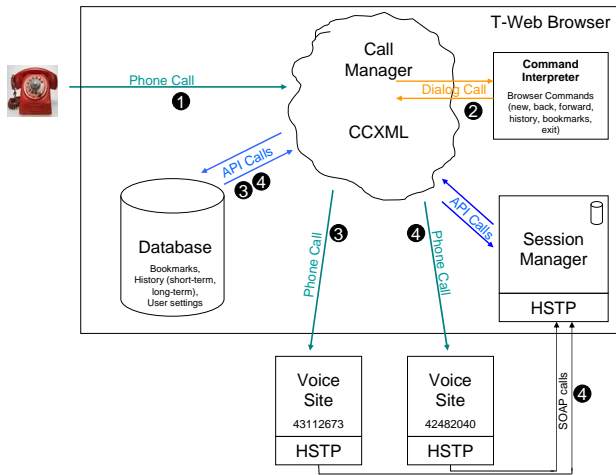 T-Web Browser
Call
Manager
CCXML
Phone Call
1
Dialog Call
2
Command
Interpreter
Browser Commands
(new, back, forward,
history, bookmarks,
exit)
API Calls
3 4
Database
Bookmarks,
History (short-term,
long-term),
User settings
Phone Call
3
Phone Call
4
API Calls
Session
Manager
HSTP
Voice
Site
43112673
HSTP
Voice
Site
42482040
HSTP
SOAP calls
4